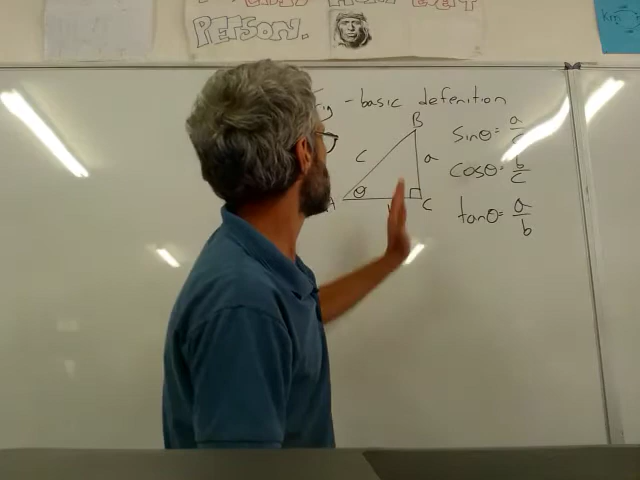 PERSON.
- basic defenition
B
sinθ = a/c
c
a
cosθ = b/c
θ
C
tanθ = a/b